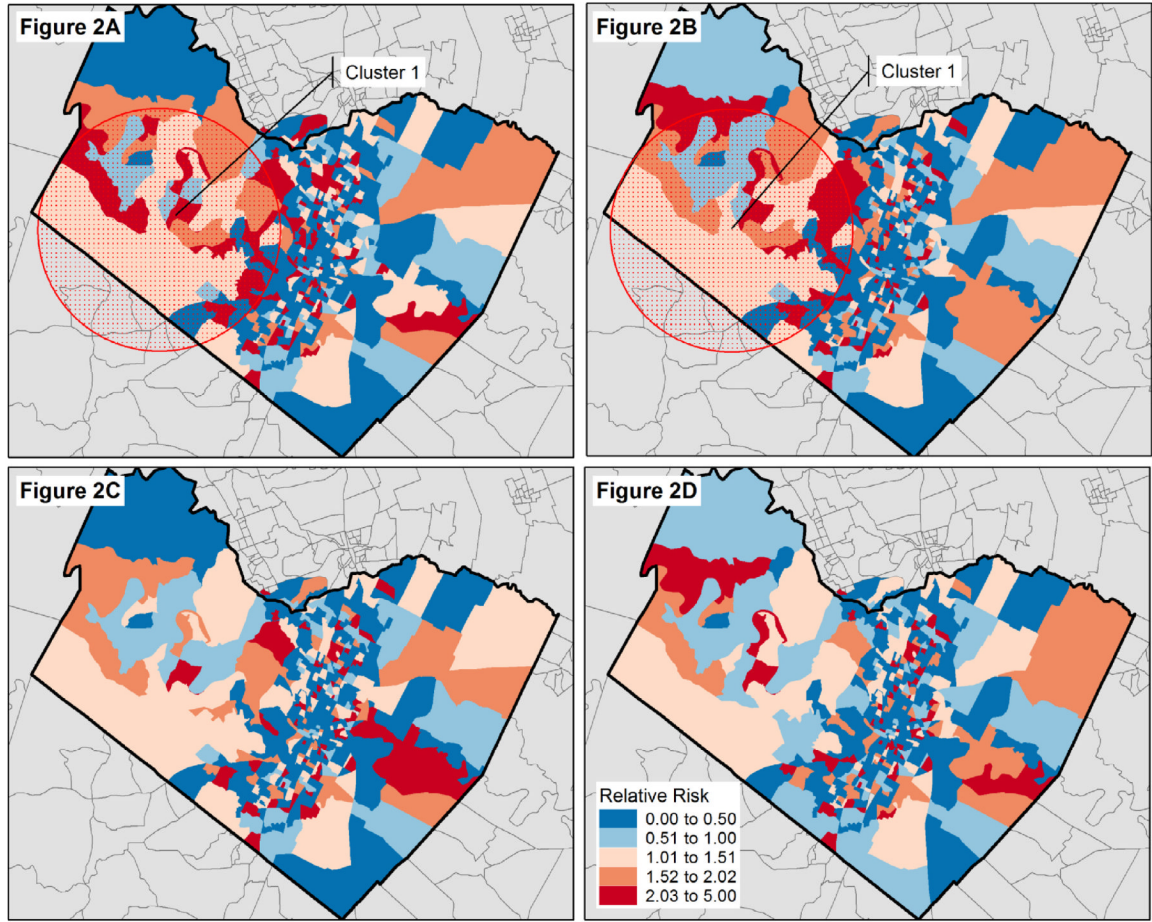 Figure 2A
Cluster 1
Figure 2B
Cluster 1
Figure 2C
Figure 2D
Relative Risk
0.00 to 0.50
0.51 to 1.00
1.01 to 1.51
1.52 to 2.02
2.03 to 5.00